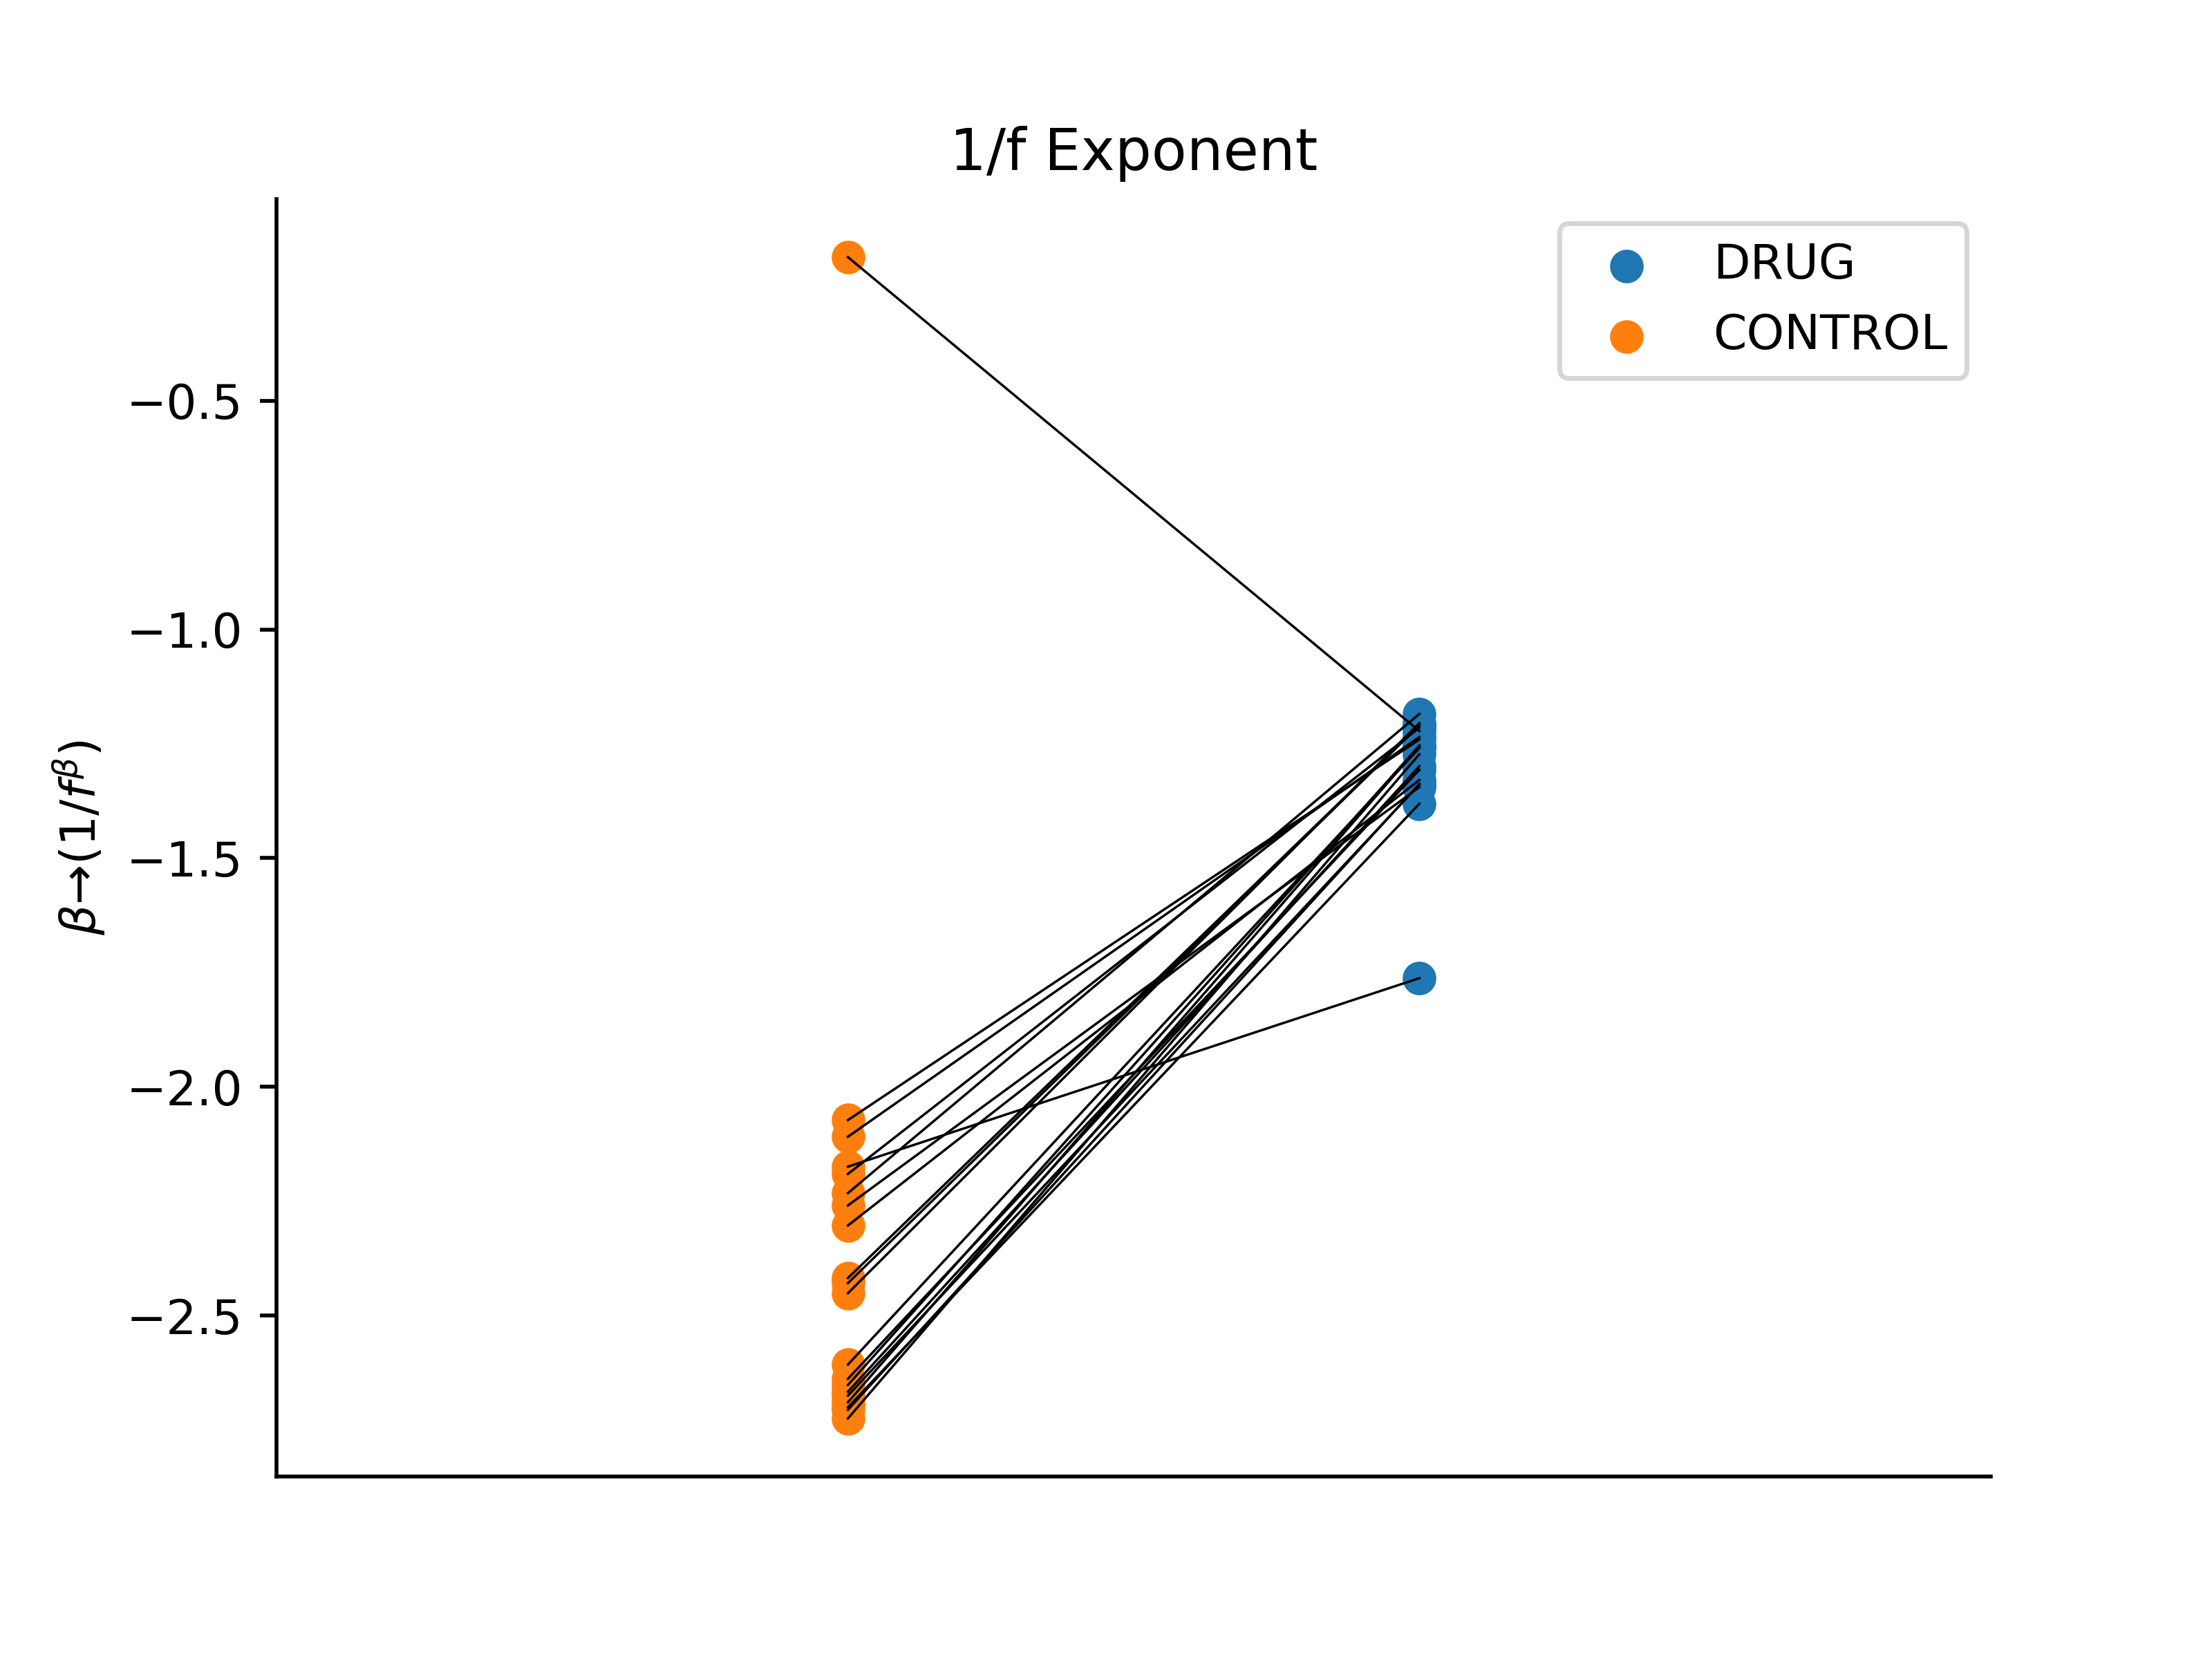 1/f Exponent
DRUG
CONTROL
−0.5
−1.0
−1.5
−2.0
−2.5
β→(1/f^β)